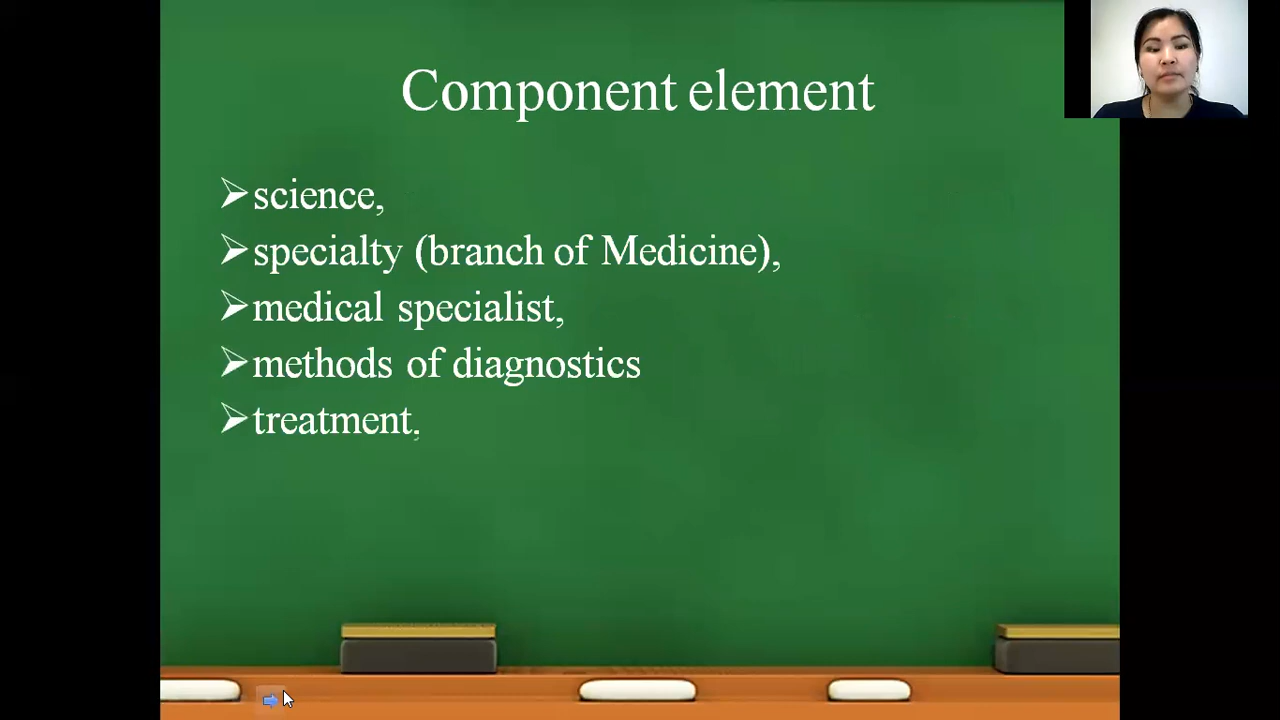 Component element
science,
specialty (branch of Medicine),
medical specialist,
methods of diagnostics
treatment,